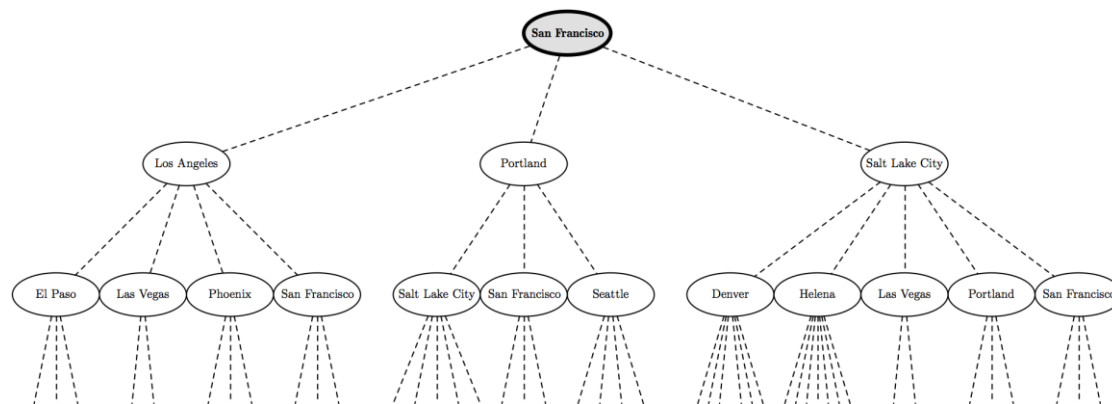 San Francisco
Los Angeles
Portland
Salt Lake City
El Paso
Las Vegas
Phoenix
San Francisco
Salt Lake City
San Francisco
Seattle
Denver
Helena
Las Vegas
Portland
San Francisco